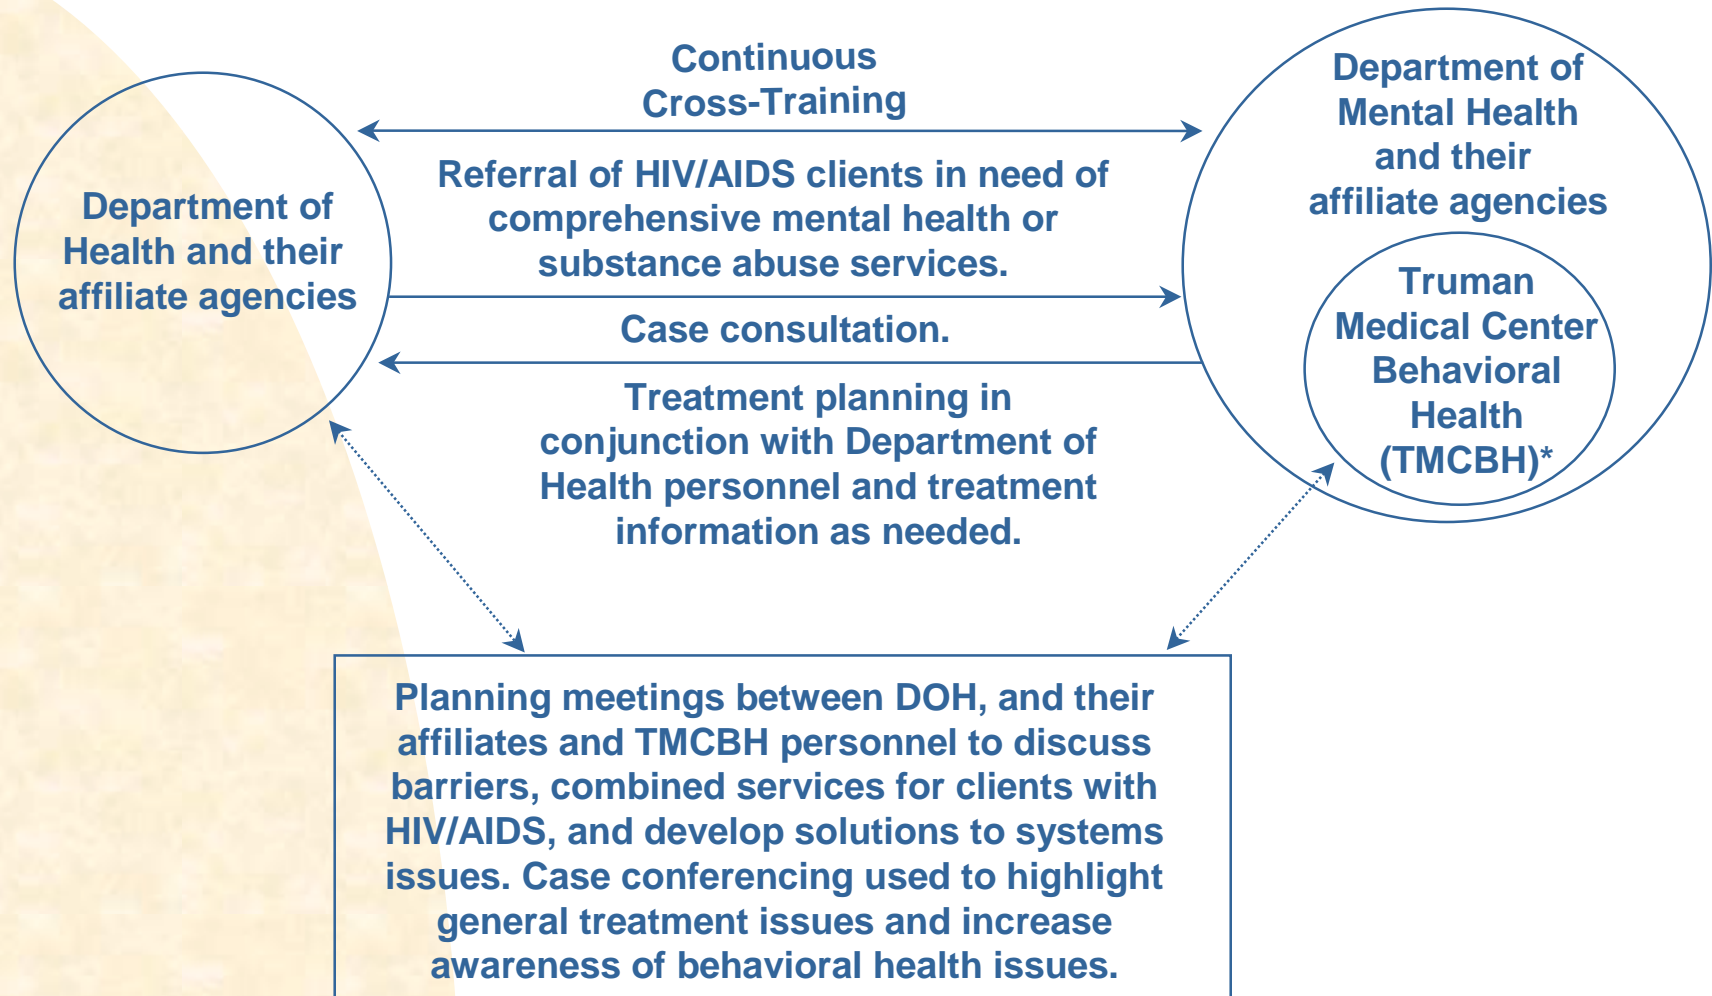 Continuous
Cross-Training
Department of
Health and their
affiliate agencies
Referral of HIV/AIDS clients in need of
comprehensive mental health or
substance abuse services.
Case consultation.
Treatment planning in
conjunction with Department of
Health personnel and treatment
information as needed.
Department of
Mental Health
and their
affiliate agencies
Truman
Medical Center
Behavioral
Health
(TMCBH)*
Planning meetings between DOH, and their
affiliates and TMCBH personnel to discuss
barriers, combined services for clients with
HIV/AIDS, and develop solutions to systems
issues. Case conferencing used to highlight
general treatment issues and increase
awareness of behavioral health issues.